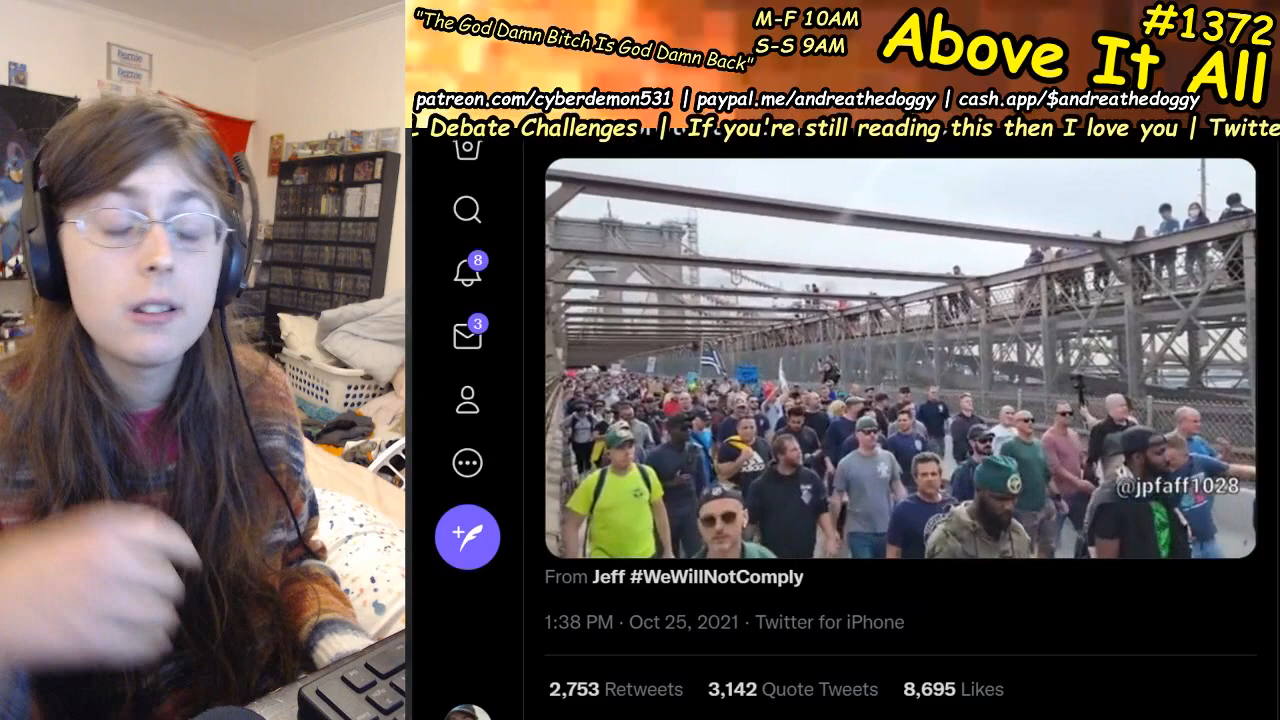 "The God Damn Bitch Is God Damn Back"
M-F 10AM
S-S 9AM
Above It All
#1372
patreon.com/cyberdemon531 | paypal.me/andreathedoggy | cash.app/$andreathedoggy
Debate Challenges | If you're still reading this then I love you | Twitte
Bernie
Bernie
8
3
@jpfaff1028
From Jeff #WeWillNotComply
1:38 PM · Oct 25, 2021 · Twitter for iPhone
2,753 Retweets 3,142 Quote Tweets 8,695 Likes